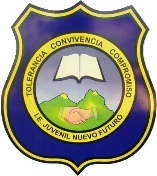 TOLERANCIA CONVIVENCIA COMPROMISO
I.E JUVENIL NUEVO FUTURO